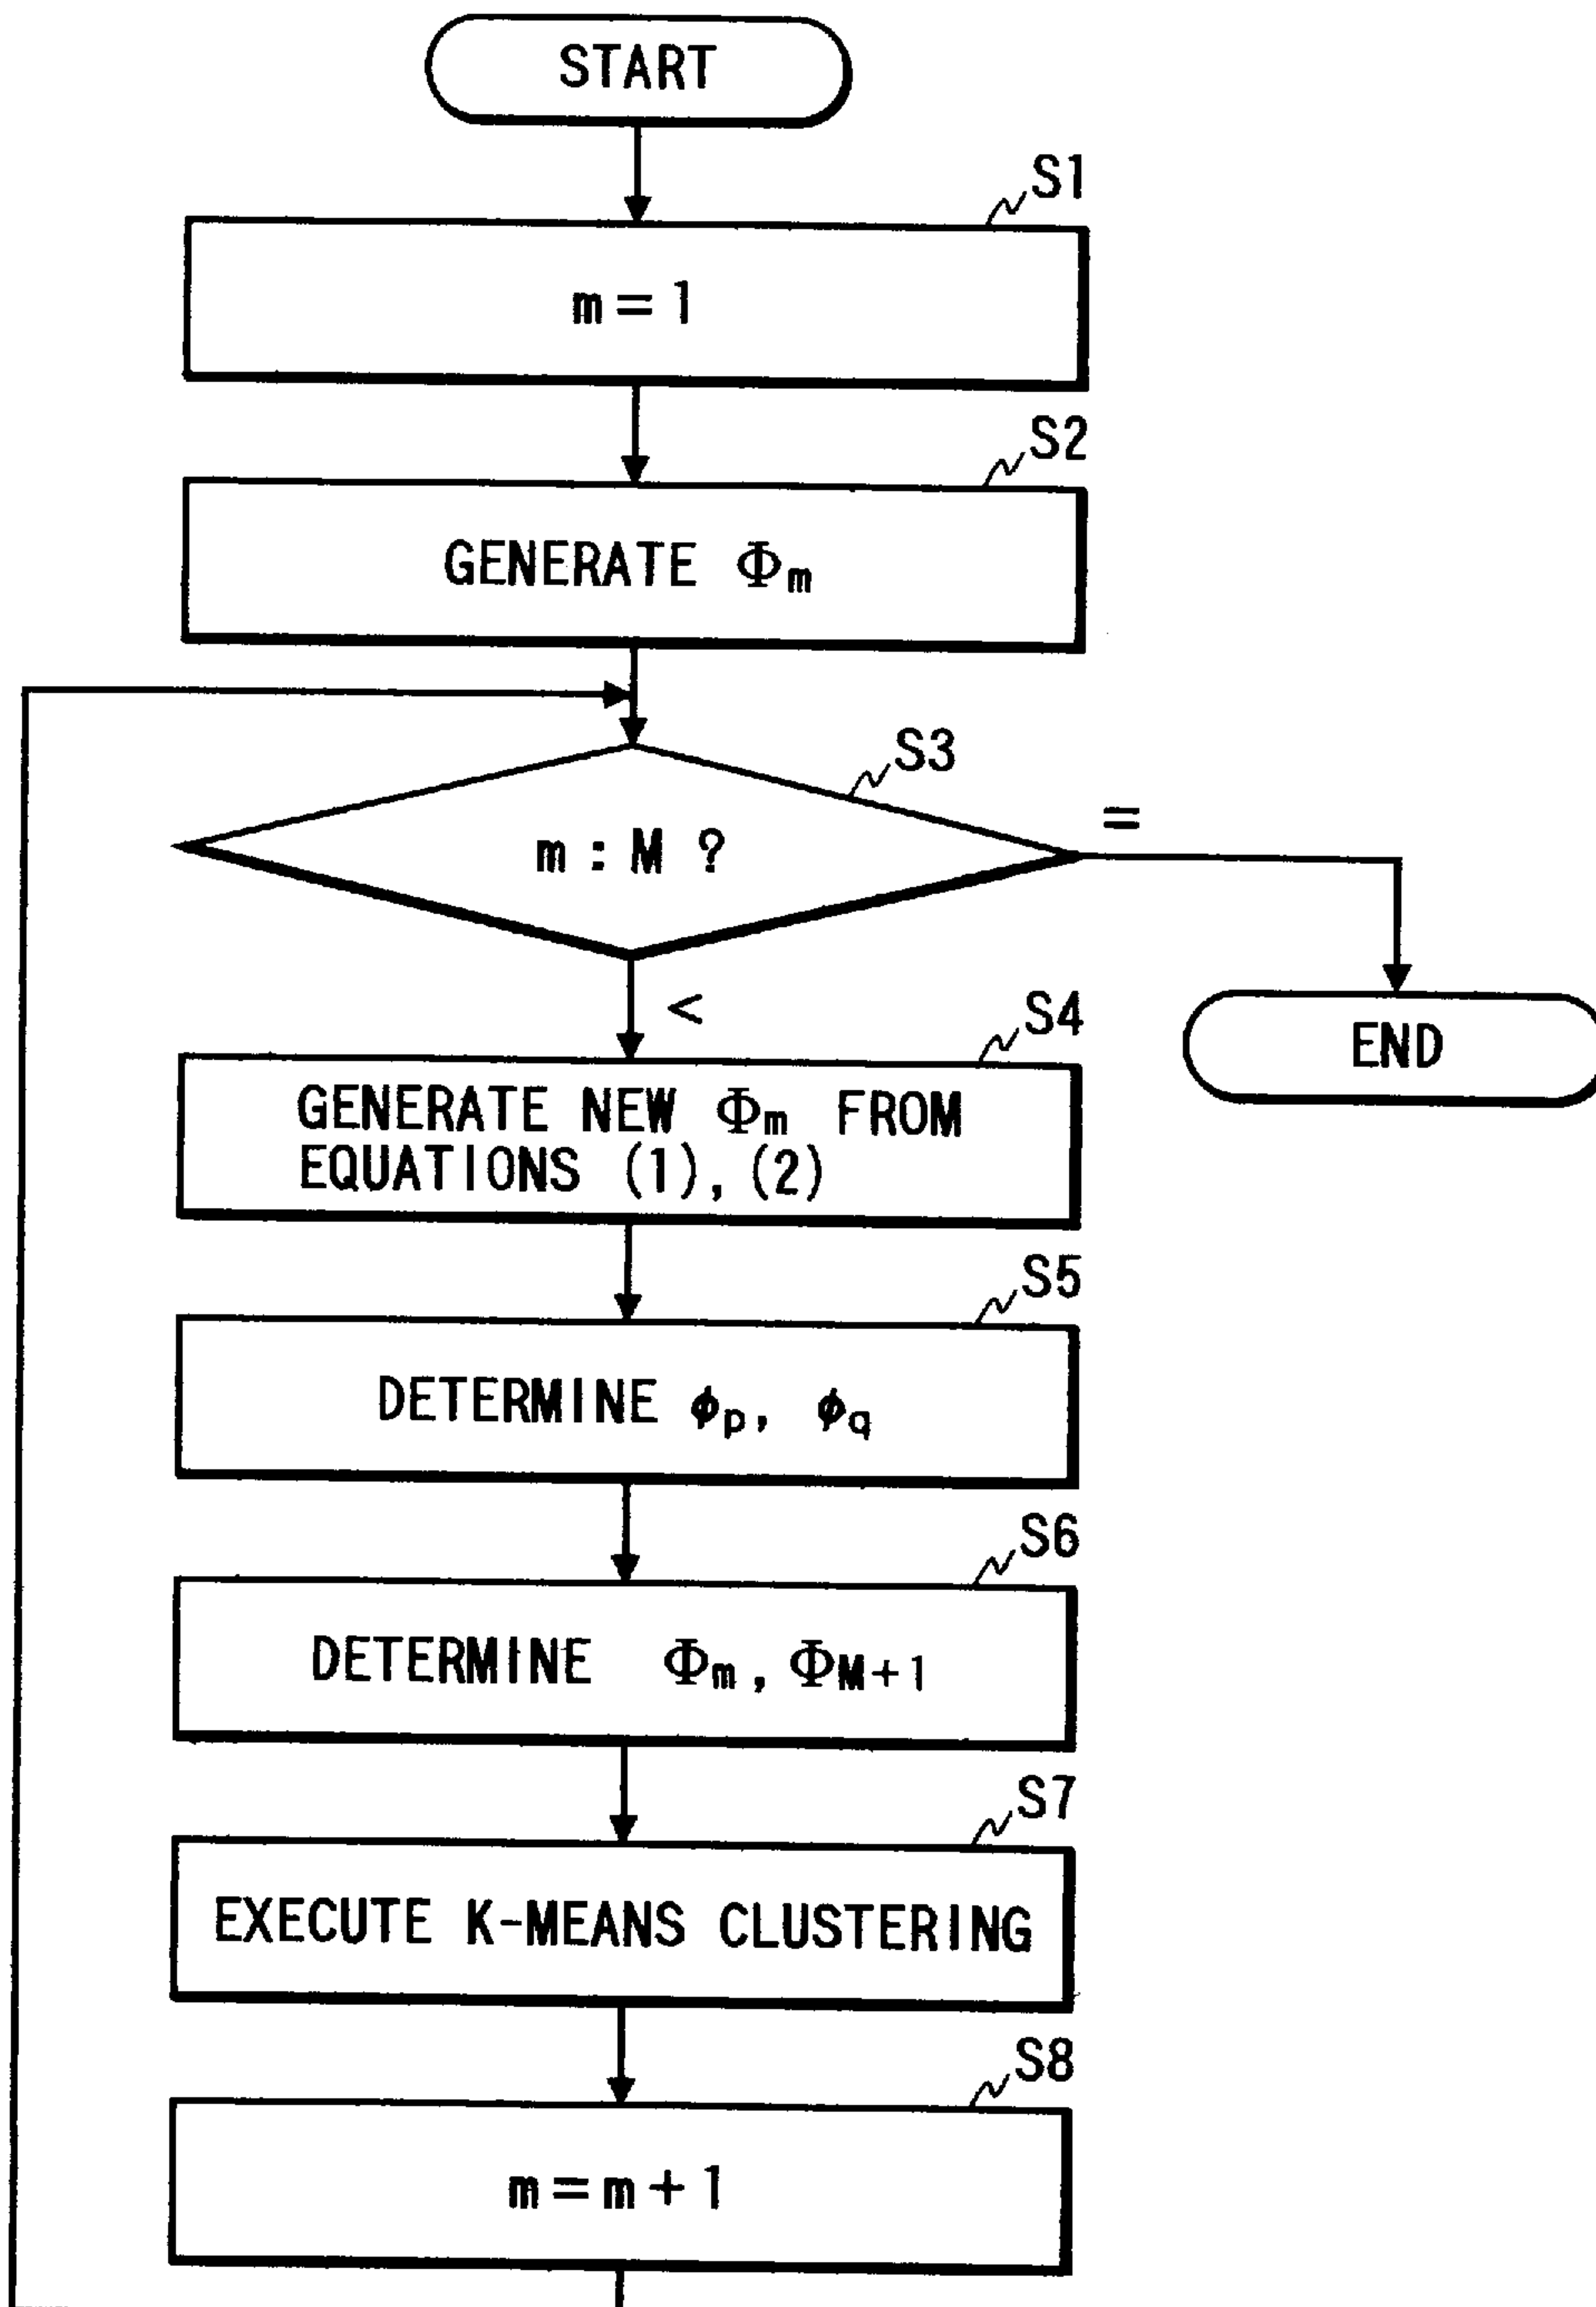 START
S1
m = 1
S2
GENERATE Φm
S3
m : M ?
=
<
S4
GENERATE NEW Φm FROM
EQUATIONS (1), (2)
END
S5
DETERMINE ϕp, ϕq
S6
DETERMINE Φm, ΦM+1
S7
EXECUTE K-MEANS CLUSTERING
S8
m = m + 1